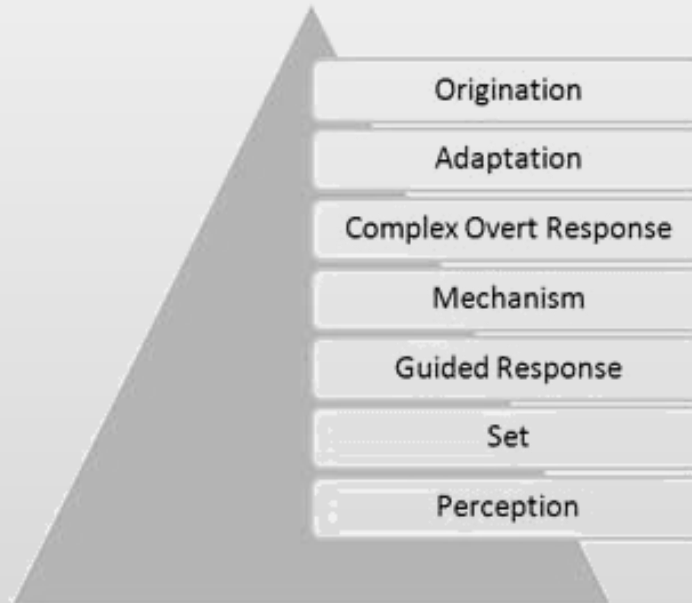 Origination
Adaptation
Complex Overt Response
Mechanism
Guided Response
Set
Perception